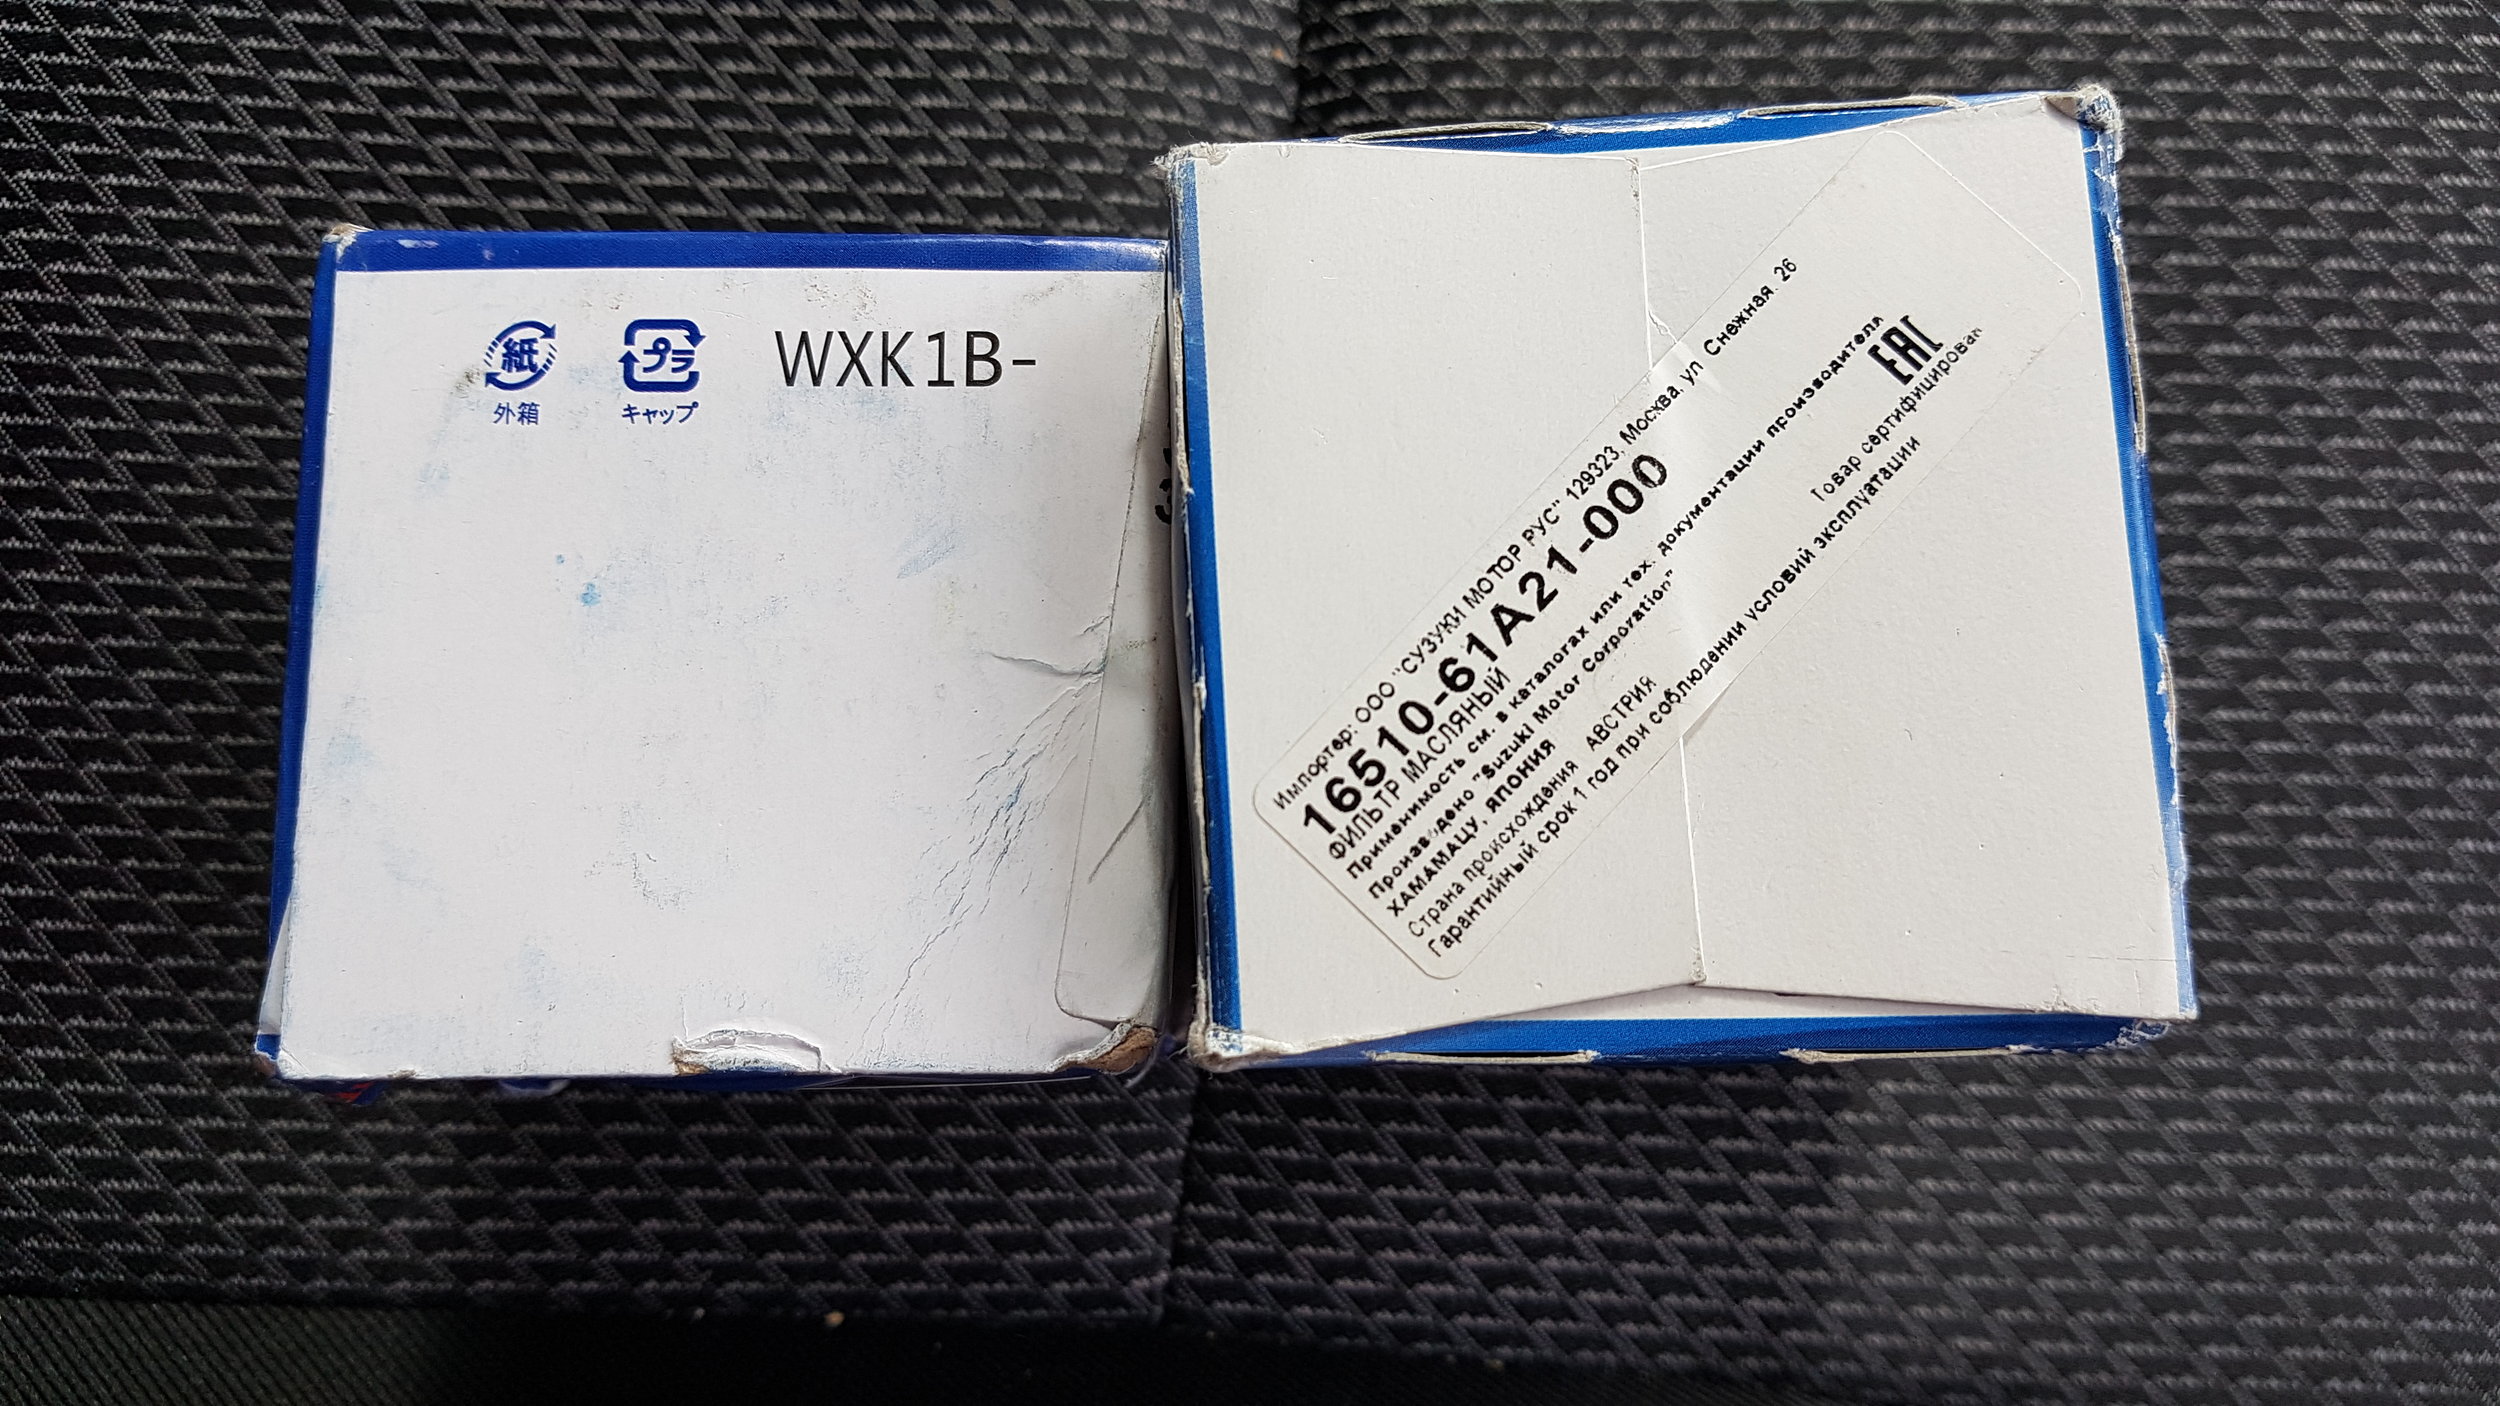 紙
プラ
WXK1B-
外箱
キャップ
Импортер: ООО "СУЗУКИ МОТОР РУС" 129323, Москва, ул Снежная 26
16510-61A21-000
ФИЛЬТР МАСЛЯНЫЙ
Применимость см. в каталогах или тех. документации производителя
Произведено "Suzuki Motor Corporation"
EAC
ХАМАМАЦУ, ЯПОНИЯ
Товар сертифицирован
Страна происхождения АВСТРИЯ
Гарантийный срок 1 год при соблюдении условий эксплуатации